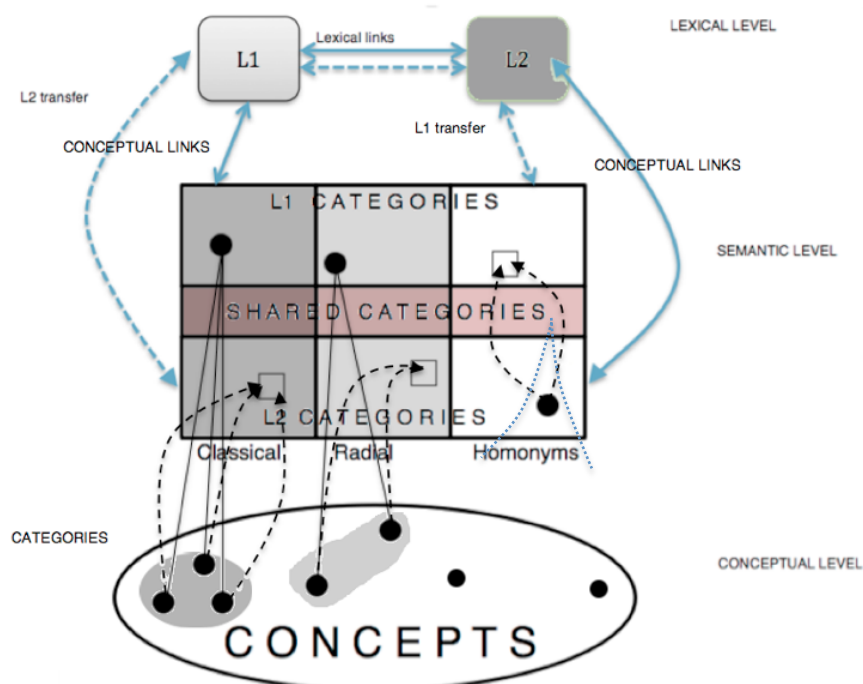 LEXICAL LEVEL
Lexical links
L1
L2
L2 transfer
L1 transfer
CONCEPTUAL LINKS
CONCEPTUAL LINKS
L1 CATEGORIES
SEMANTIC LEVEL
SHARED CATEGORIES
L2 CATEGORIES
Classical
Radial
Homonyms
CATEGORIES
CONCEPTUAL LEVEL
CONCEPTS